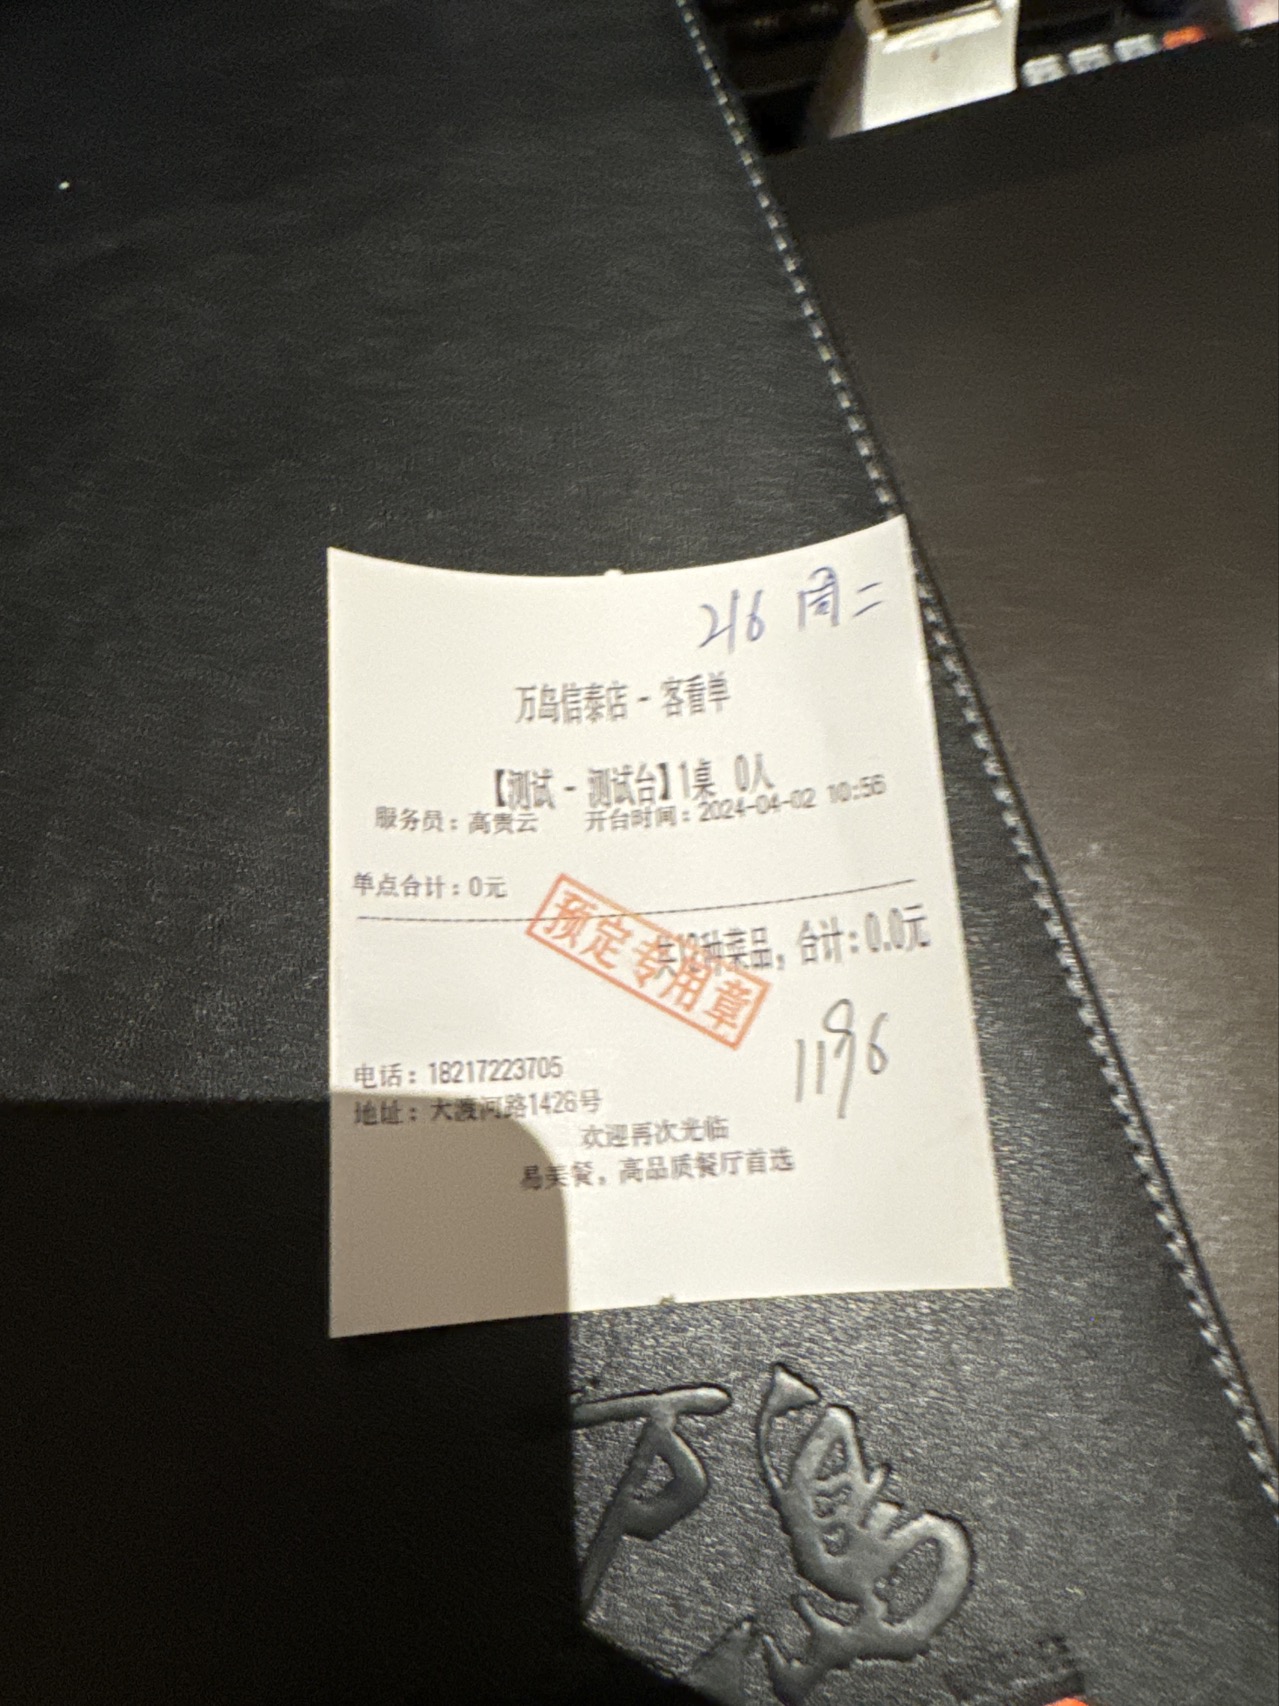 216 周二
万岛信泰店 - 客看单
【测试 - 测试台】1桌 0人
服务员：高贵云 开台时间：2024-04-02 10:56
单点合计：0元
种菜品，合计：0.0元
预定专用章
1196
电话：18217223705
地址：大渡河路1428号
欢迎再次光临
易美餐，高品质餐厅首选
万岛